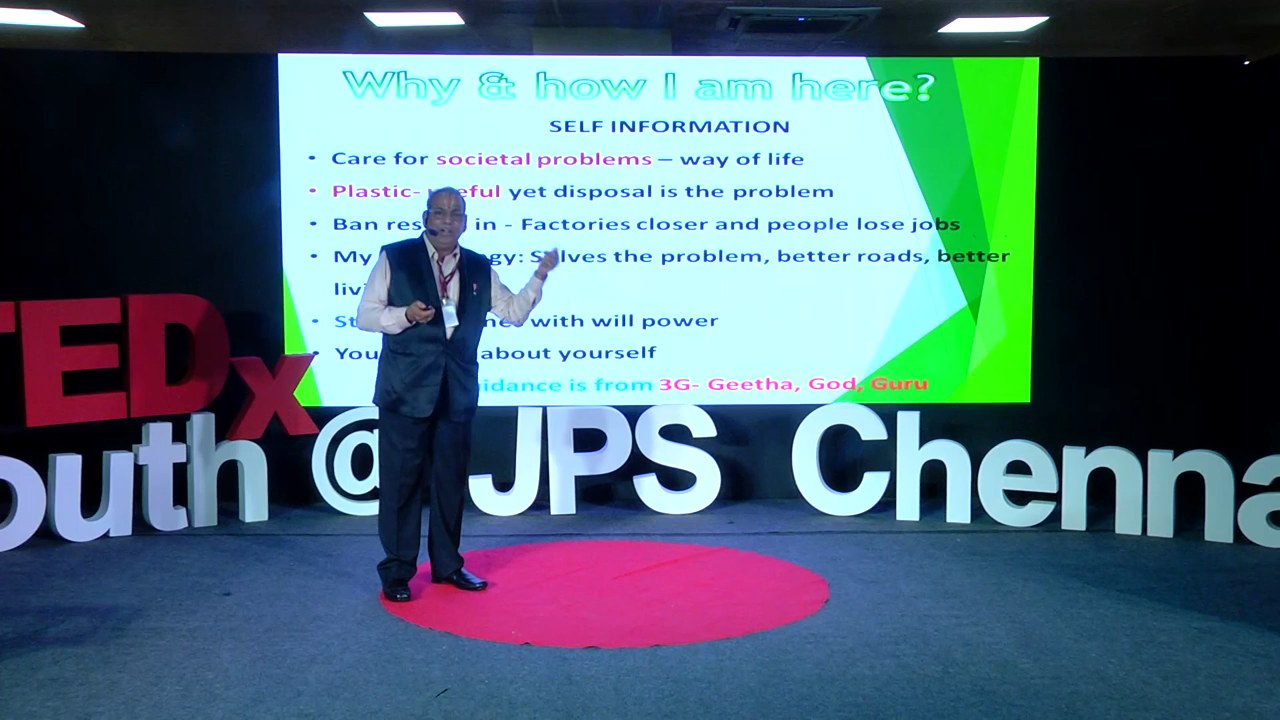 Why & how I am here?
SELF INFORMATION
• Care for societal problems – way of life
• Plastic- useful yet disposal is the problem
• Ban in - Factories closer and people lose jobs
• My Solves the problem, better roads, better
• with will power
• You about yourself
is from 3G- Geetha, God, Guru
TEDx
outh @ JPS Chenna